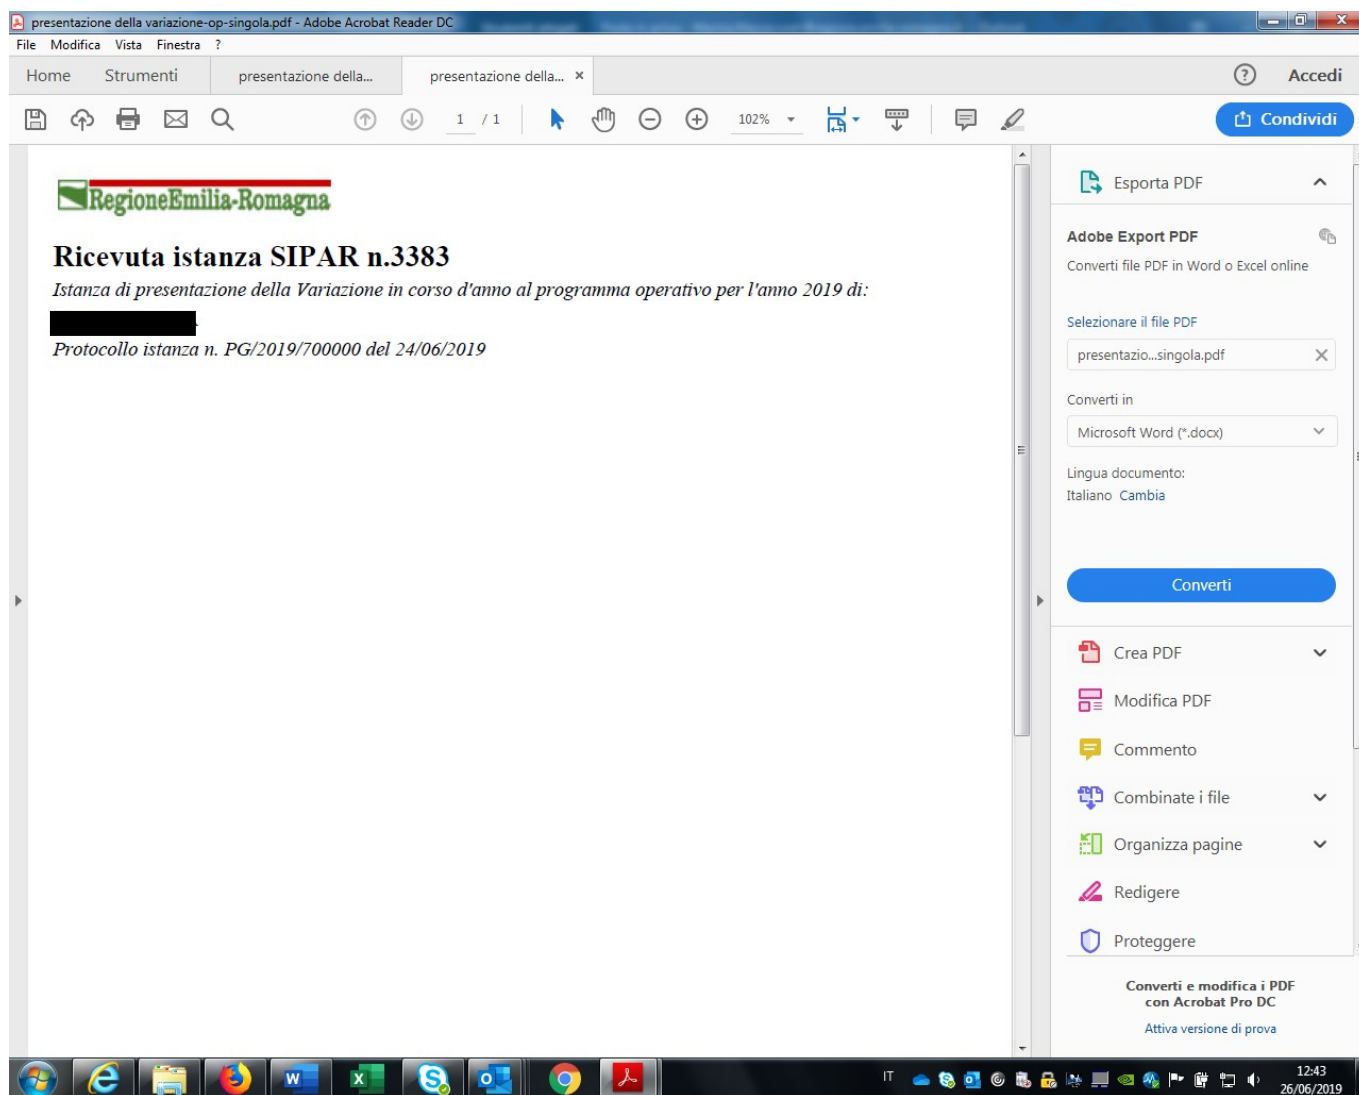 presentazione della variazione-op-singola.pdf - Adobe Acrobat Reader DC
File Modifica Vista Finestra ?
Home Strumenti presentazione della... presentazione della... × Accedi
1 / 1 102% Condividi
RegioneEmilia-Romagna
Ricevuta istanza SIPAR n.3383
Istanza di presentazione della Variazione in corso d'anno al programma operativo per l'anno 2019 di:
Protocollo istanza n. PG/2019/700000 del 24/06/2019
Esporta PDF
Adobe Export PDF
Converti file PDF in Word o Excel online
Selezionare il file PDF
presentazio...singola.pdf
Converti in
Microsoft Word (*.docx)
Lingua documento:
Italiano Cambia
Converti
Crea PDF
Modifica PDF
Commento
Combinate i file
Organizza pagine
Redigere
Proteggere
Converti e modifica i PDF
con Acrobat Pro DC
Attiva versione di prova
IT 12:43
26/06/2019